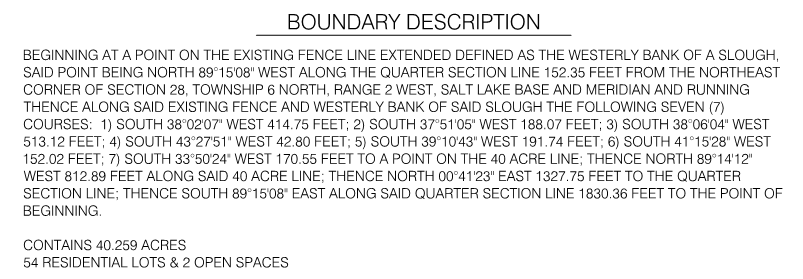 BOUNDARY DESCRIPTION
BEGINNING AT A POINT ON THE EXISTING FENCE LINE EXTENDED DEFINED AS THE WESTERLY BANK OF A SLOUGH,
SAID POINT BEING NORTH 89°15'08" WEST ALONG THE QUARTER SECTION LINE 152.35 FEET FROM THE NORTHEAST
CORNER OF SECTION 28, TOWNSHIP 6 NORTH, RANGE 2 WEST, SALT LAKE BASE AND MERIDIAN AND RUNNING
THENCE ALONG SAID EXISTING FENCE AND WESTERLY BANK OF SAID SLOUGH THE FOLLOWING SEVEN (7)
COURSES:  1) SOUTH 38°02'07" WEST 414.75 FEET; 2) SOUTH 37°51'05" WEST 188.07 FEET; 3) SOUTH 38°06'04" WEST
513.12 FEET; 4) SOUTH 43°27'51" WEST 42.80 FEET; 5) SOUTH 39°10'43" WEST 191.74 FEET; 6) SOUTH 41°15'28" WEST
152.02 FEET; 7) SOUTH 33°50'24" WEST 170.55 FEET TO A POINT ON THE 40 ACRE LINE; THENCE NORTH 89°14'12"
WEST 812.89 FEET ALONG SAID 40 ACRE LINE; THENCE NORTH 00°41'23" EAST 1327.75 FEET TO THE QUARTER
SECTION LINE; THENCE SOUTH 89°15'08" EAST ALONG SAID QUARTER SECTION LINE 1830.36 FEET TO THE POINT OF
BEGINNING.
CONTAINS 40.259 ACRES
54 RESIDENTIAL LOTS & 2 OPEN SPACES